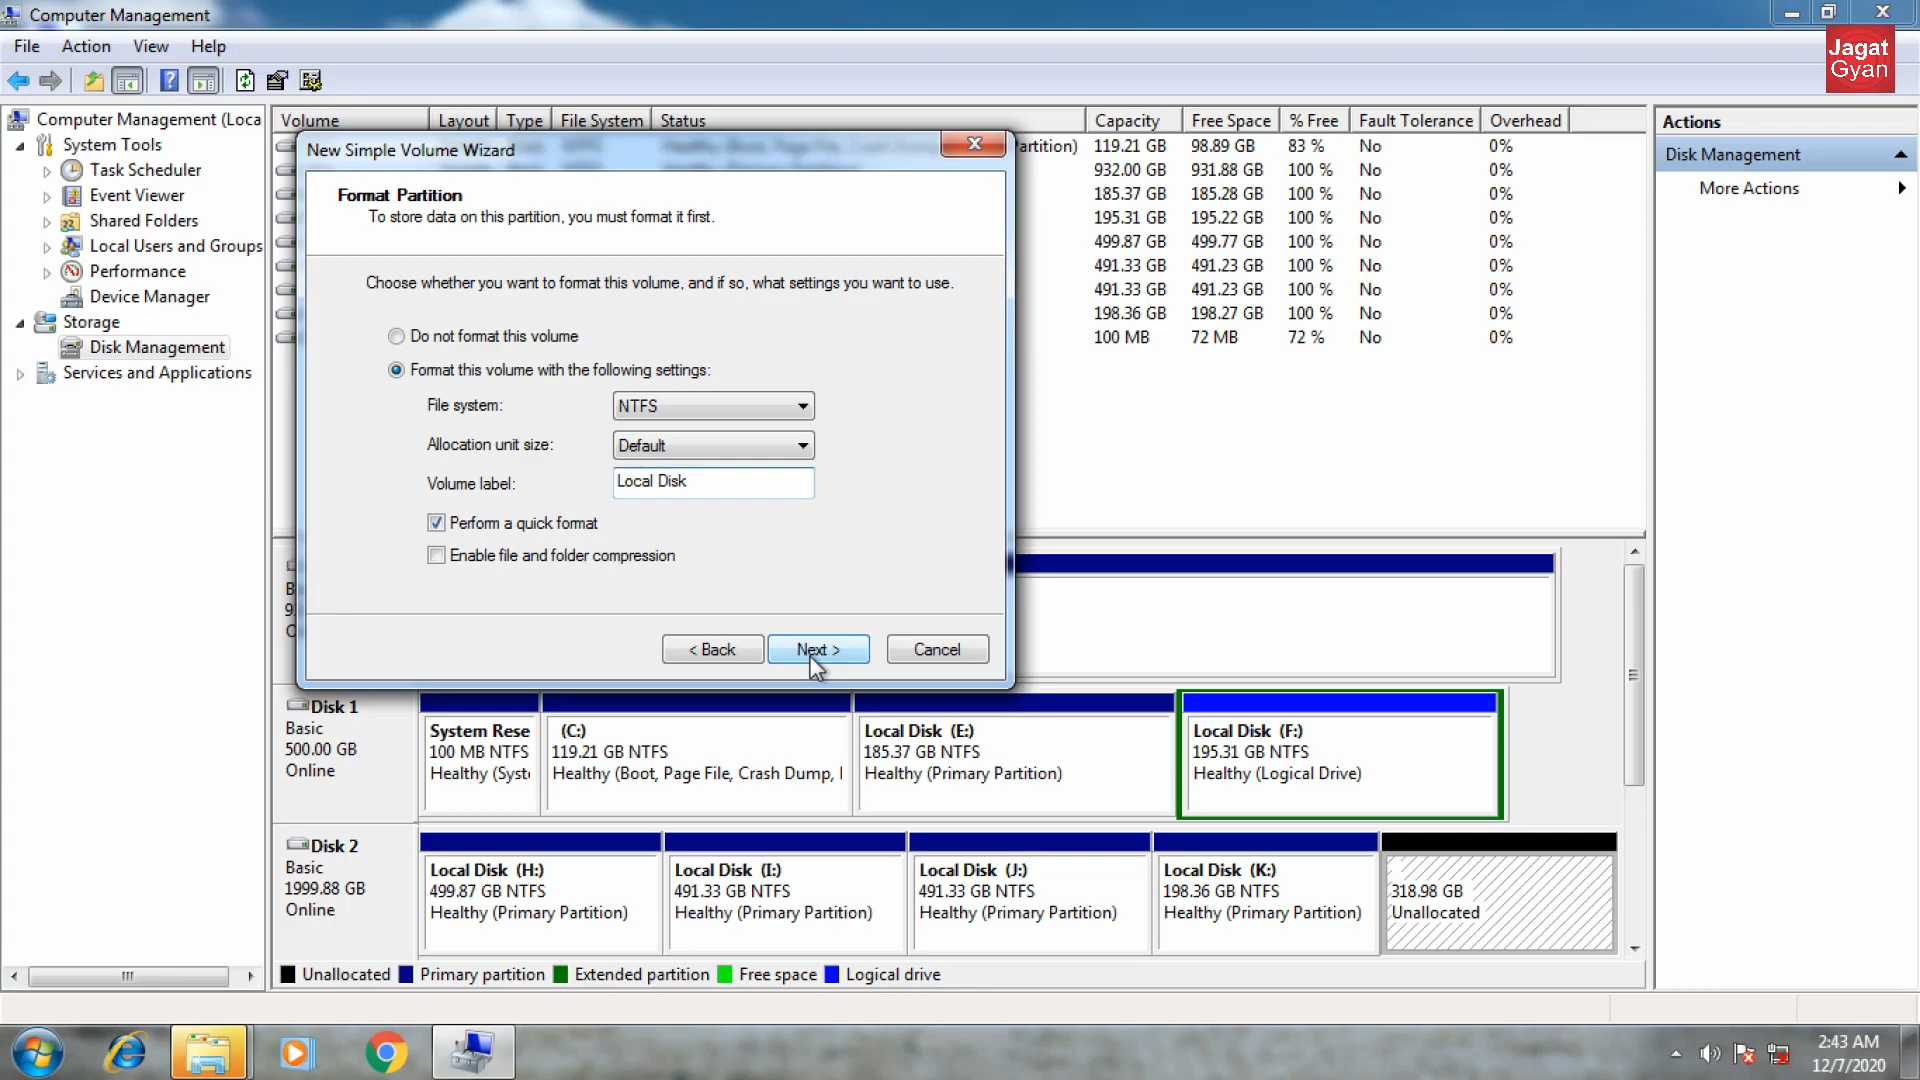 Computer Management
File Action View Help
Jagat
Gyan
Computer Management (Loca
System Tools
Task Scheduler
Event Viewer
Shared Folders
Local Users and Groups
Performance
Device Manager
Storage
Disk Management
Services and Applications
Volume Layout Type File System Status Capacity Free Space % Free Fault Tolerance Overhead
Partition) 119.21 GB 98.89 GB 83 % No 0%
932.00 GB 931.88 GB 100 % No 0%
185.37 GB 185.28 GB 100 % No 0%
195.31 GB 195.22 GB 100 % No 0%
499.87 GB 499.77 GB 100 % No 0%
491.33 GB 491.23 GB 100 % No 0%
491.33 GB 491.23 GB 100 % No 0%
198.36 GB 198.27 GB 100 % No 0%
100 MB 72 MB 72 % No 0%
Actions
Disk Management
More Actions
New Simple Volume Wizard
Format Partition
To store data on this partition, you must format it first.
Choose whether you want to format this volume, and if so, what settings you want to use.
Do not format this volume
Format this volume with the following settings:
File system: NTFS
Allocation unit size: Default
Volume label: Local Disk
Perform a quick format
Enable file and folder compression
< Back Next > Cancel
Disk 1
Basic
500.00 GB
Online
System Rese
100 MB NTFS
Healthy (Syst
(C:)
119.21 GB NTFS
Healthy (Boot, Page File, Crash Dump,
Local Disk (E:)
185.37 GB NTFS
Healthy (Primary Partition)
Local Disk (F:)
195.31 GB NTFS
Healthy (Logical Drive)
Disk 2
Basic
1999.88 GB
Online
Local Disk (H:)
499.87 GB NTFS
Healthy (Primary Partition)
Local Disk (I:)
491.33 GB NTFS
Healthy (Primary Partition)
Local Disk (J:)
491.33 GB NTFS
Healthy (Primary Partition)
Local Disk (K:)
198.36 GB NTFS
Healthy (Primary Partition)
318.98 GB
Unallocated
Unallocated Primary partition Extended partition Free space Logical drive
2:43 AM
12/7/2020